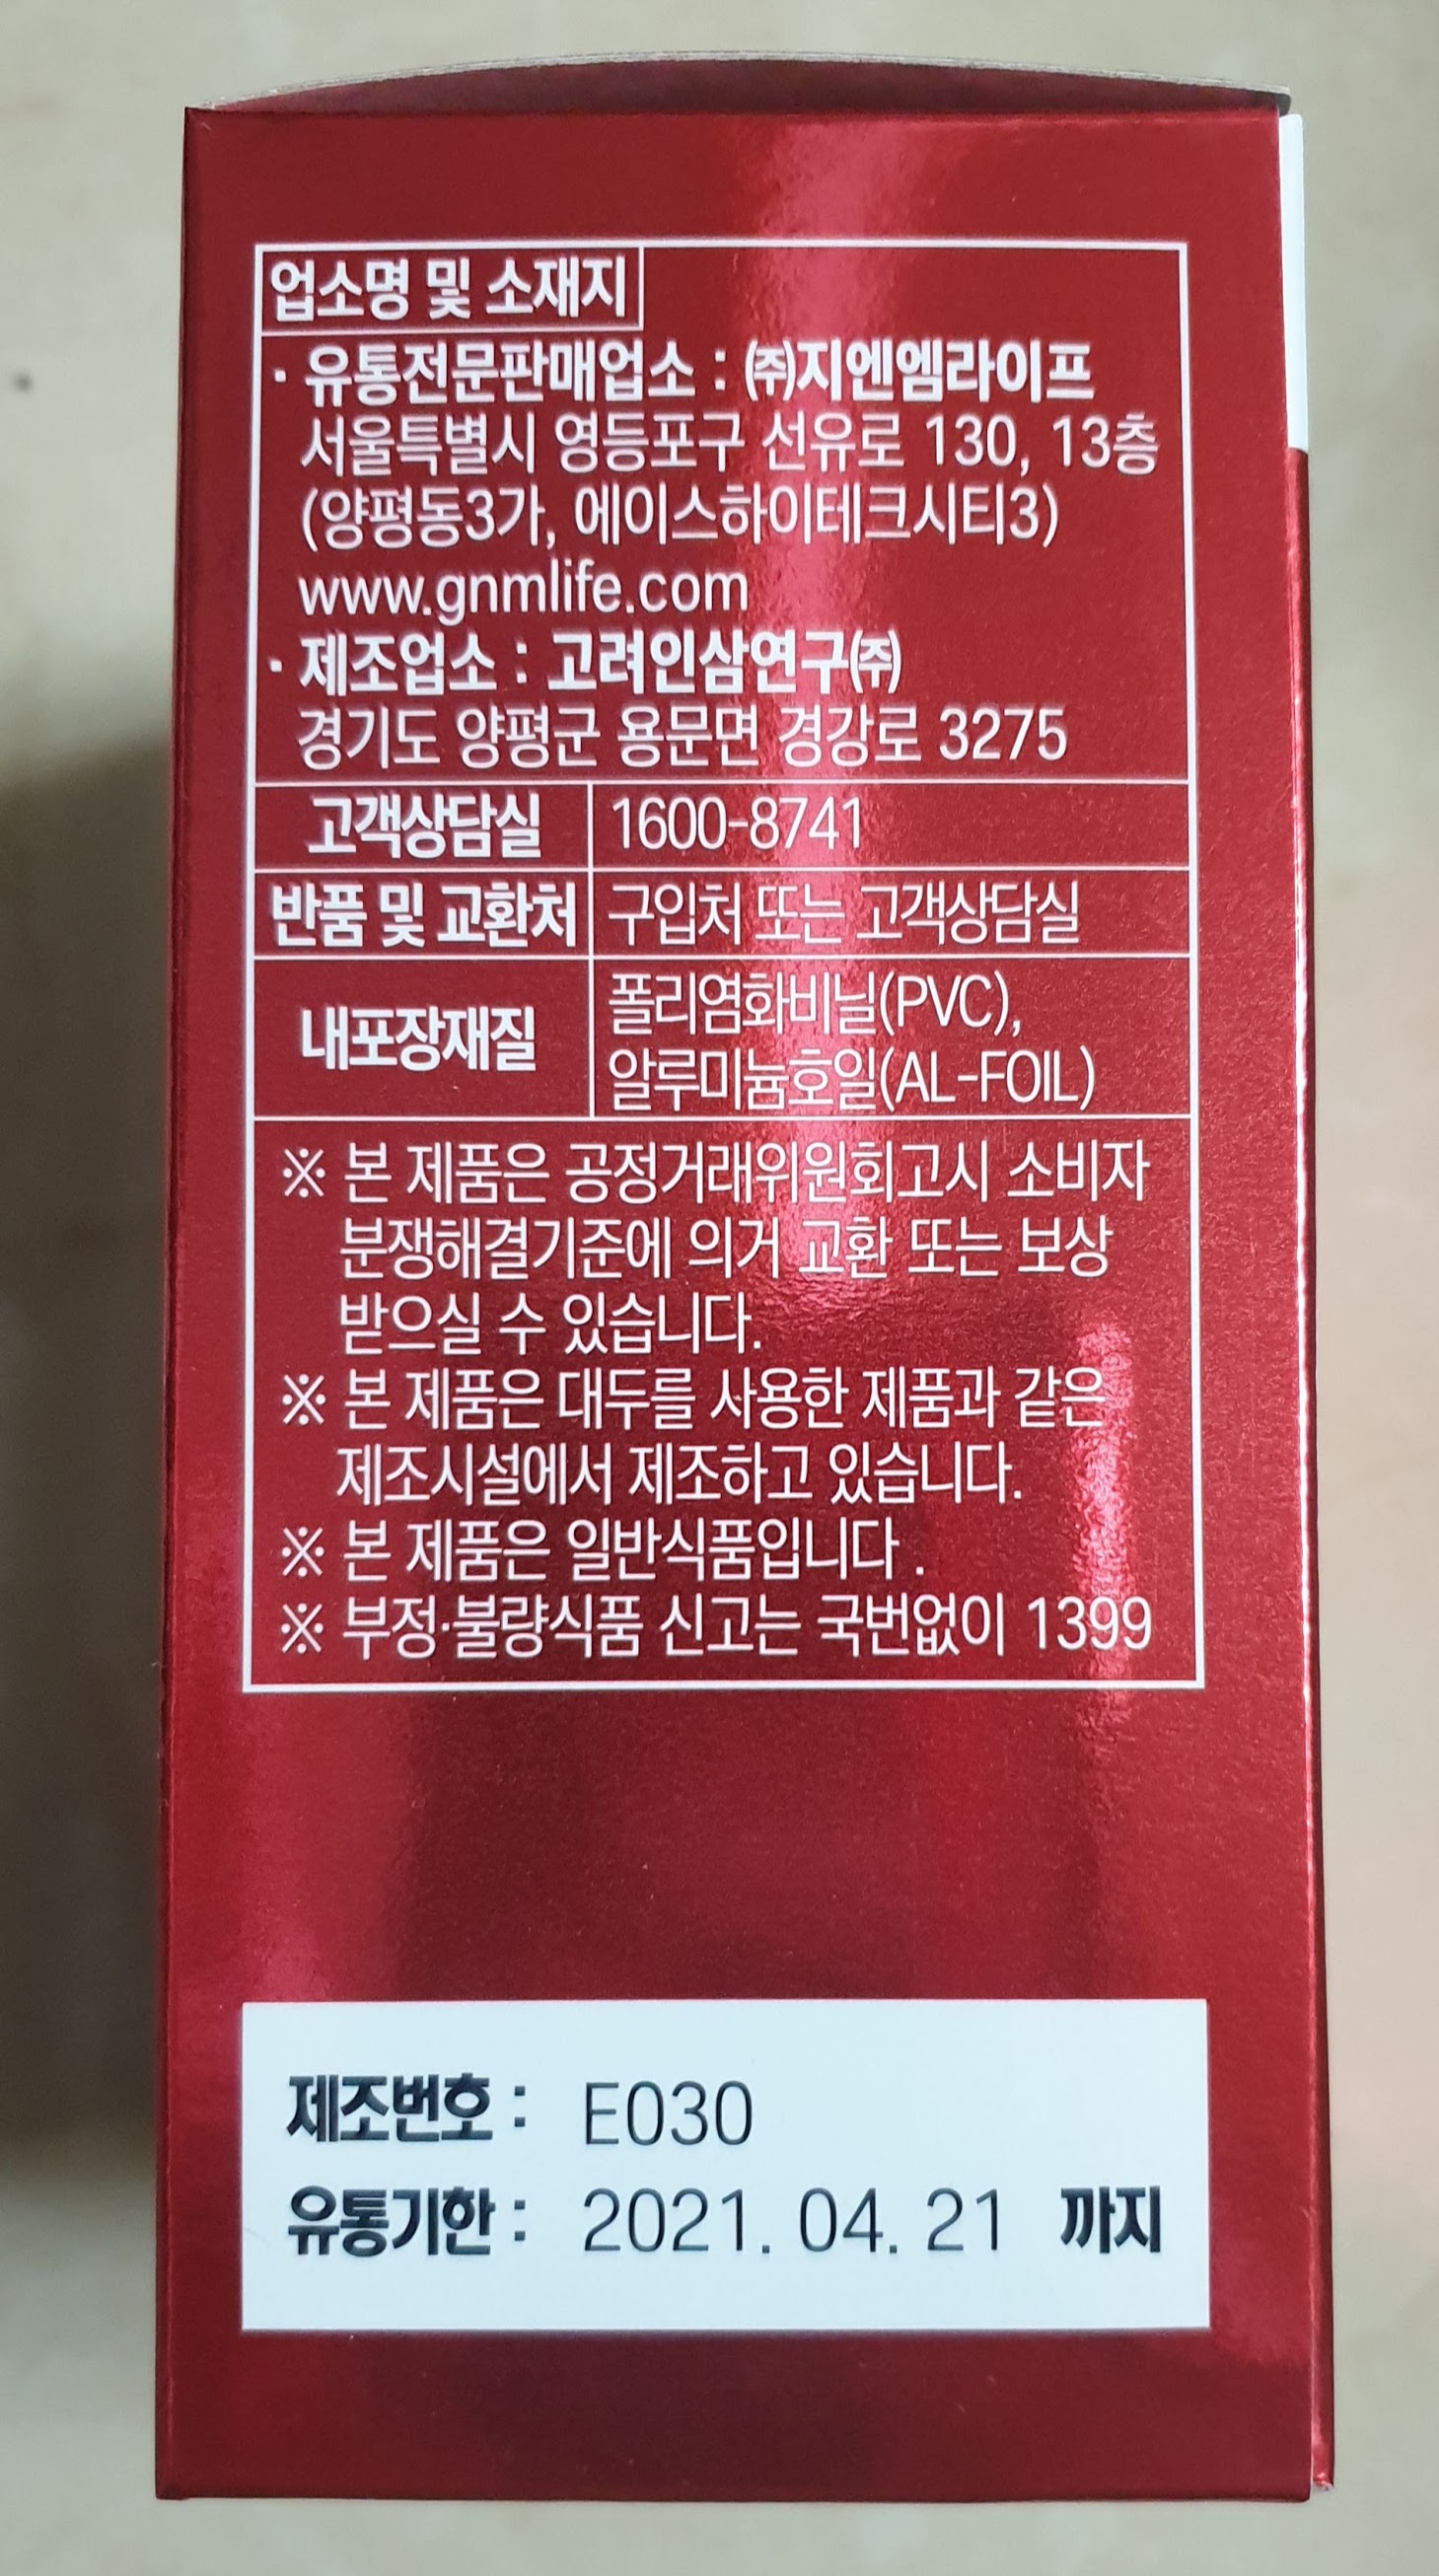 업소명 및 소재지
· 유통전문판매업소 : ㈜지엔엠라이프
서울특별시 영등포구 선유로 130, 13층
(양평동3가, 에이스하이테크시티3)
www.gnmlife.com
· 제조업소 : 고려인삼연구㈜
경기도 양평군 용문면 경강로 3275
고객상담실 1600-8741
반품 및 교환처 구입처 또는 고객상담실
내포장재질 폴리염화비닐(PVC),
알루미늄호일(AL-FOIL)
※ 본 제품은 공정거래위원회고시 소비자
분쟁해결기준에 의거 교환 또는 보상
받으실 수 있습니다.
※ 본 제품은 대두를 사용한 제품과 같은
제조시설에서 제조하고 있습니다.
※ 본 제품은 일반식품입니다 .
※ 부정·불량식품 신고는 국번없이 1399
제조번호 : E030
유통기한 : 2021. 04. 21 까지